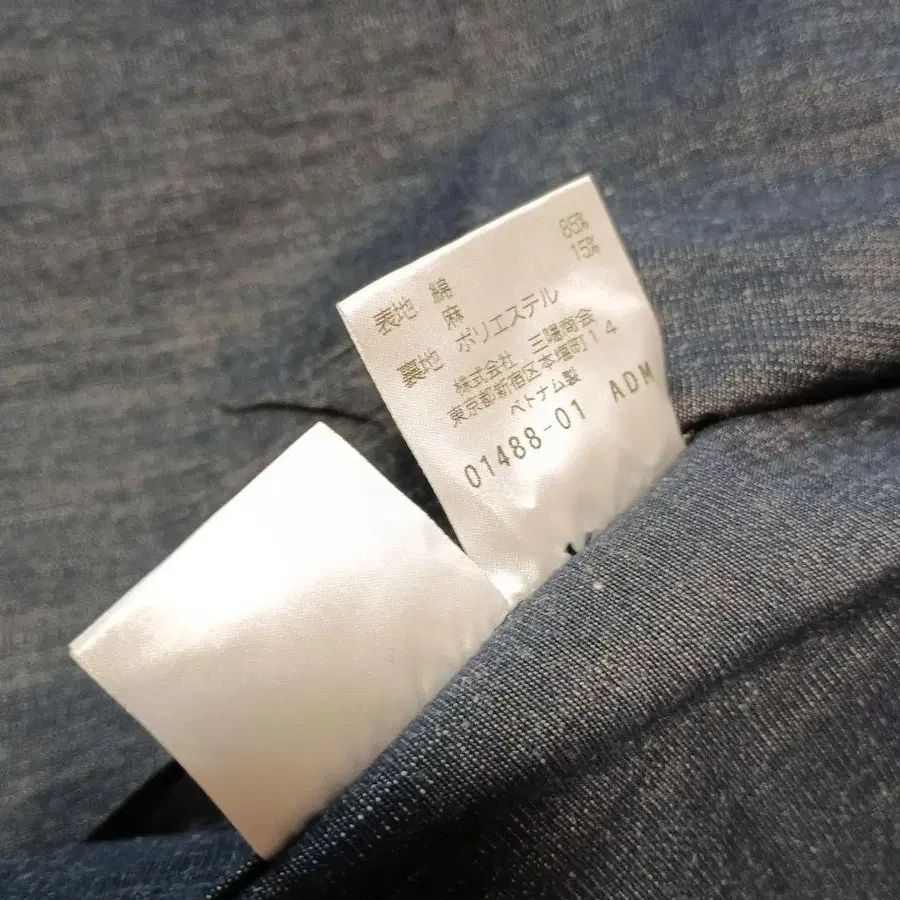 表地 綿 85%
麻 15%
裏地 ポリエステル
株式会社 三陽商会
東京都新宿区本塩町14
ベトナム製
01488-01 ADM